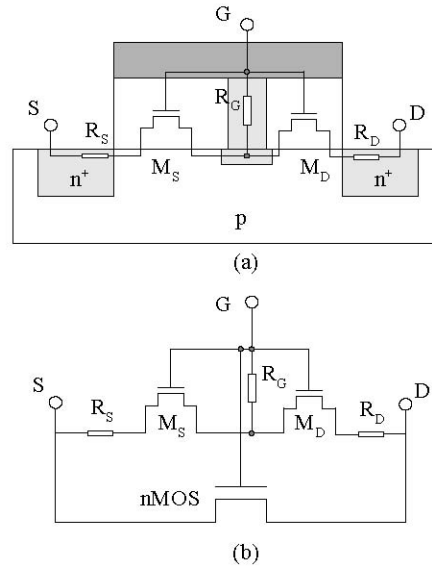 G
S
R_G
D
R_S
R_D
M_S
M_D
n⁺
n⁺
p
(a)
G
S
R_G
D
R_S
R_D
M_S
M_D
nMOS
(b)